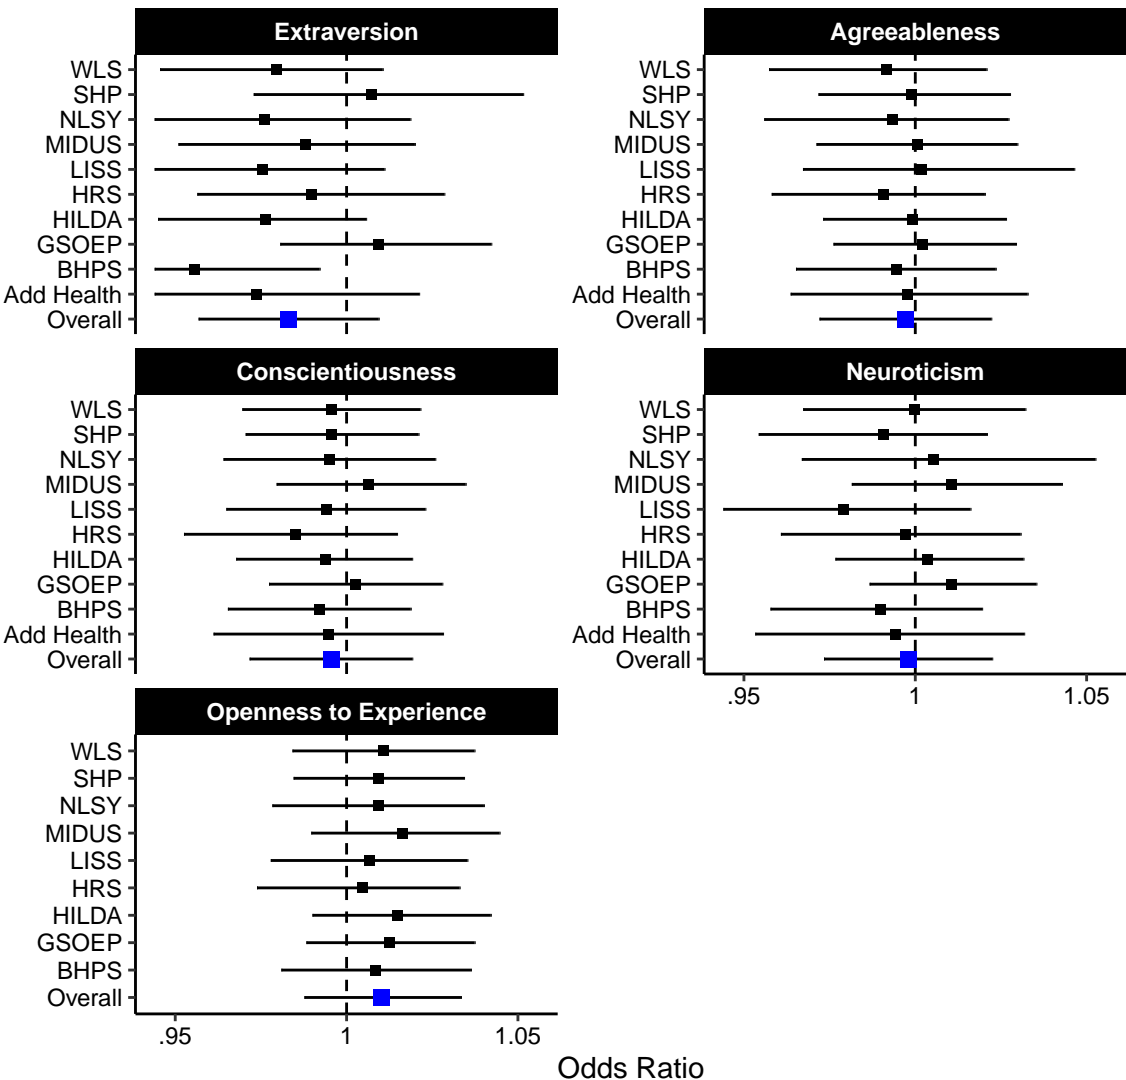 Extraversion
WLS
SHP
NLSY
MIDUS
LISS
HRS
HILDA
GSOEP
BHPS
Add Health
Overall
Agreeableness
WLS
SHP
NLSY
MIDUS
LISS
HRS
HILDA
GSOEP
BHPS
Add Health
Overall
Conscientiousness
WLS
SHP
NLSY
MIDUS
LISS
HRS
HILDA
GSOEP
BHPS
Add Health
Overall
Neuroticism
WLS
SHP
NLSY
MIDUS
LISS
HRS
HILDA
GSOEP
BHPS
Add Health
Overall
.95 1 1.05
Openness to Experience
WLS
SHP
NLSY
MIDUS
LISS
HRS
HILDA
GSOEP
BHPS
Overall
.95 1 1.05
Odds Ratio